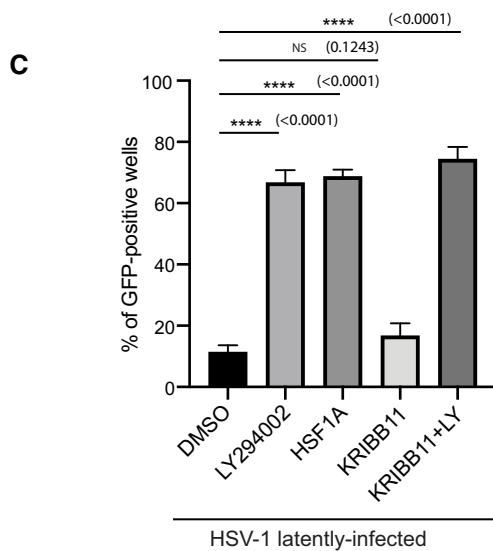 C
**** (<0.0001)
NS (0.1243)
**** (<0.0001)
**** (<0.0001)
% of GFP-positive wells
100
80
60
40
20
0
DMSO
LY294002
HSF1A
KRIBB11
KRIBB11+LY
HSV-1 latently-infected